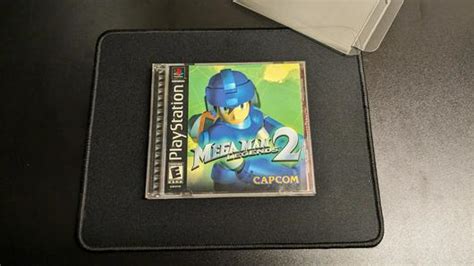 PlayStation
MEGA MAN
LEGENDS 2
CAPCOM
E